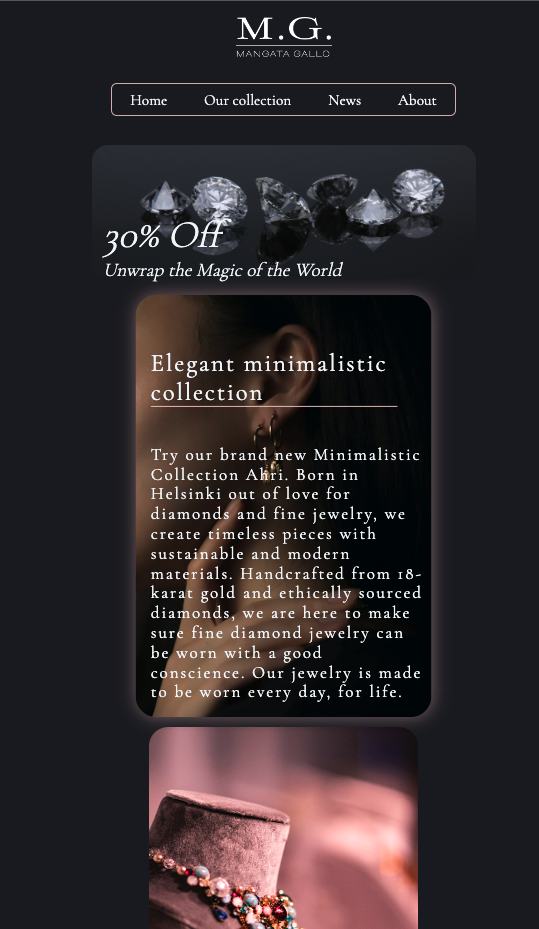 M.G.
MANGATA GALLO
Home Our collection News About
30% Off
Unwrap the Magic of the World
Elegant minimalistic
collection
Try our brand new Minimalistic
Collection Ahri. Born in
Helsinki out of love for
diamonds and fine jewelry, we
create timeless pieces with
sustainable and modern
materials. Handcrafted from 18-
karat gold and ethically sourced
diamonds, we are here to make
sure fine diamond jewelry can
be worn with a good
conscience. Our jewelry is made
to be worn every day, for life.